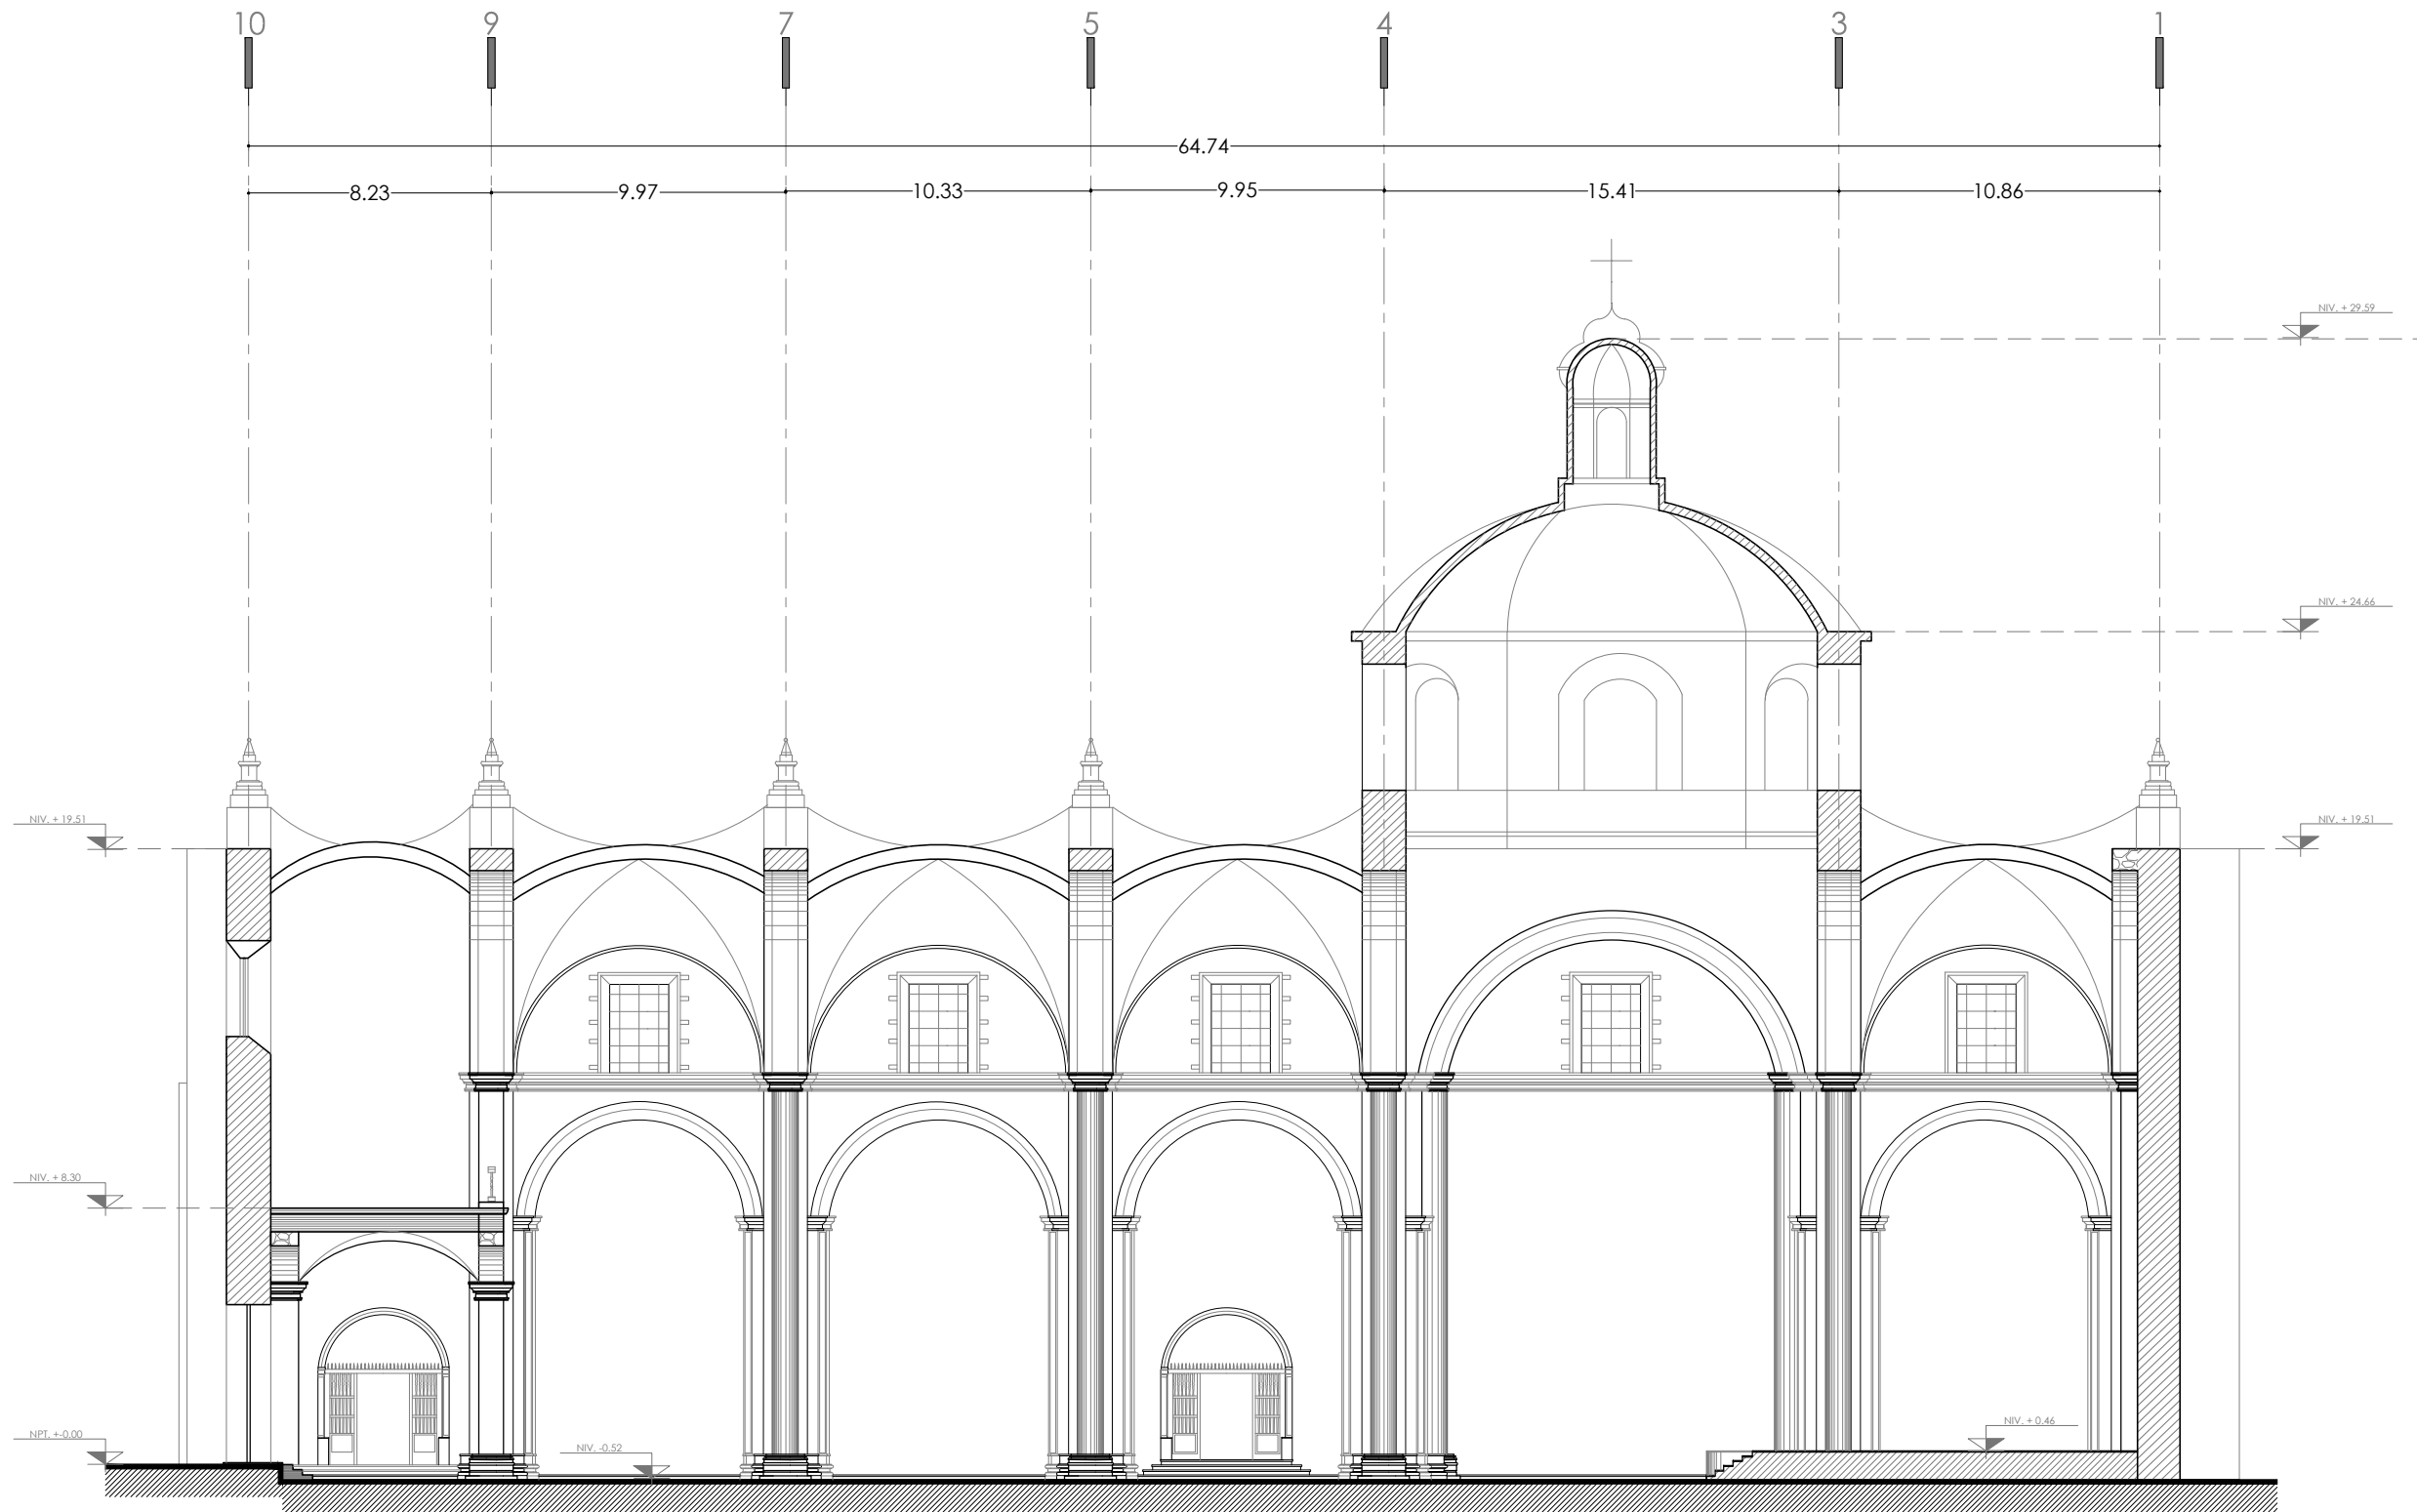 10 9 7 5 4 3 1
64.74
8.23 9.97 10.33 9.95 15.41 10.86
NIV. + 29.59
NIV. + 24.66
NIV. + 19.51 NIV. + 19.51
NIV. + 8.30
NIV. + 0.46
NPT. +-0.00
NIV. -0.52